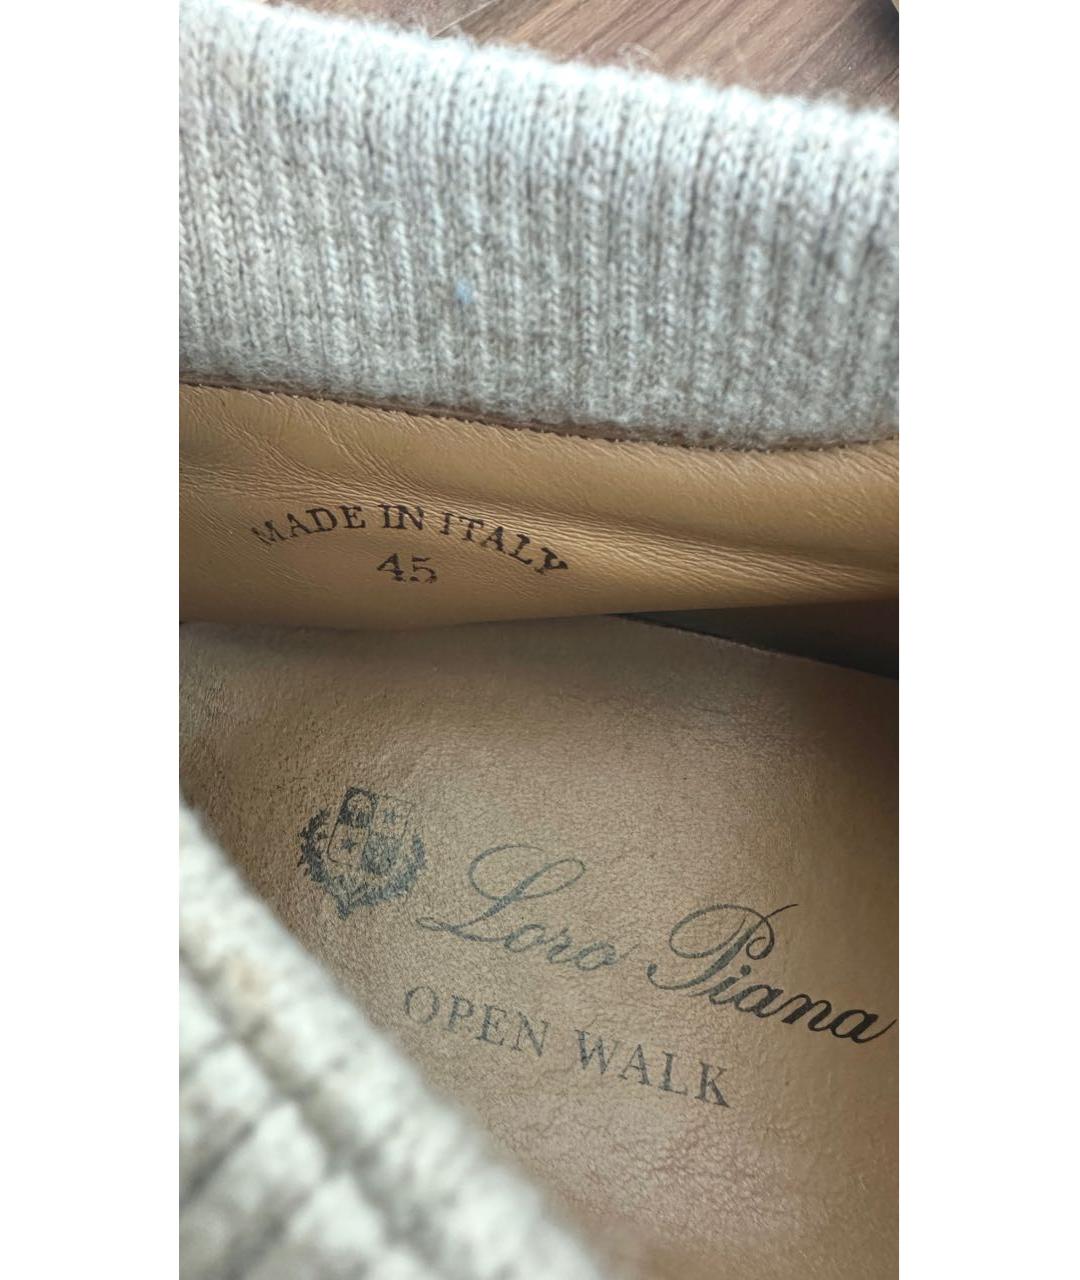 MADE IN ITALY
45
Loro Piana
OPEN WALK